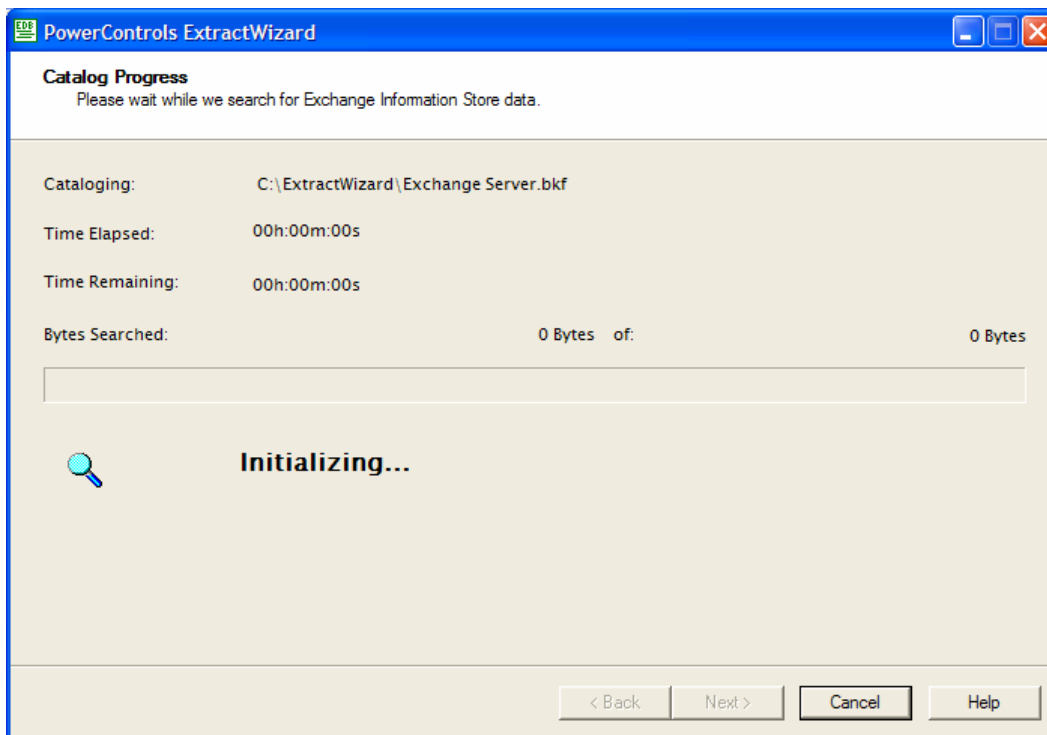 EDB
PowerControls ExtractWizard
Catalog Progress
Please wait while we search for Exchange Information Store data.
Cataloging: C:\ExtractWizard\Exchange Server.bkf
Time Elapsed: 00h:00m:00s
Time Remaining: 00h:00m:00s
Bytes Searched: 0 Bytes of: 0 Bytes
Initializing...
< Back Next > Cancel Help